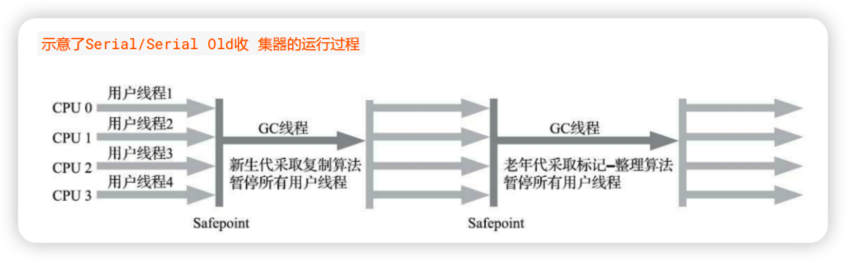 示意了Serial/Serial Old收 集器的运行过程
用户线程1
CPU 0
用户线程2
CPU 1
用户线程3
CPU 2
用户线程4
CPU 3
GC线程
新生代采取复制算法
暂停所有用户线程
Safepoint
GC线程
老年代采取标记—整理算法
暂停所有用户线程
Safepoint